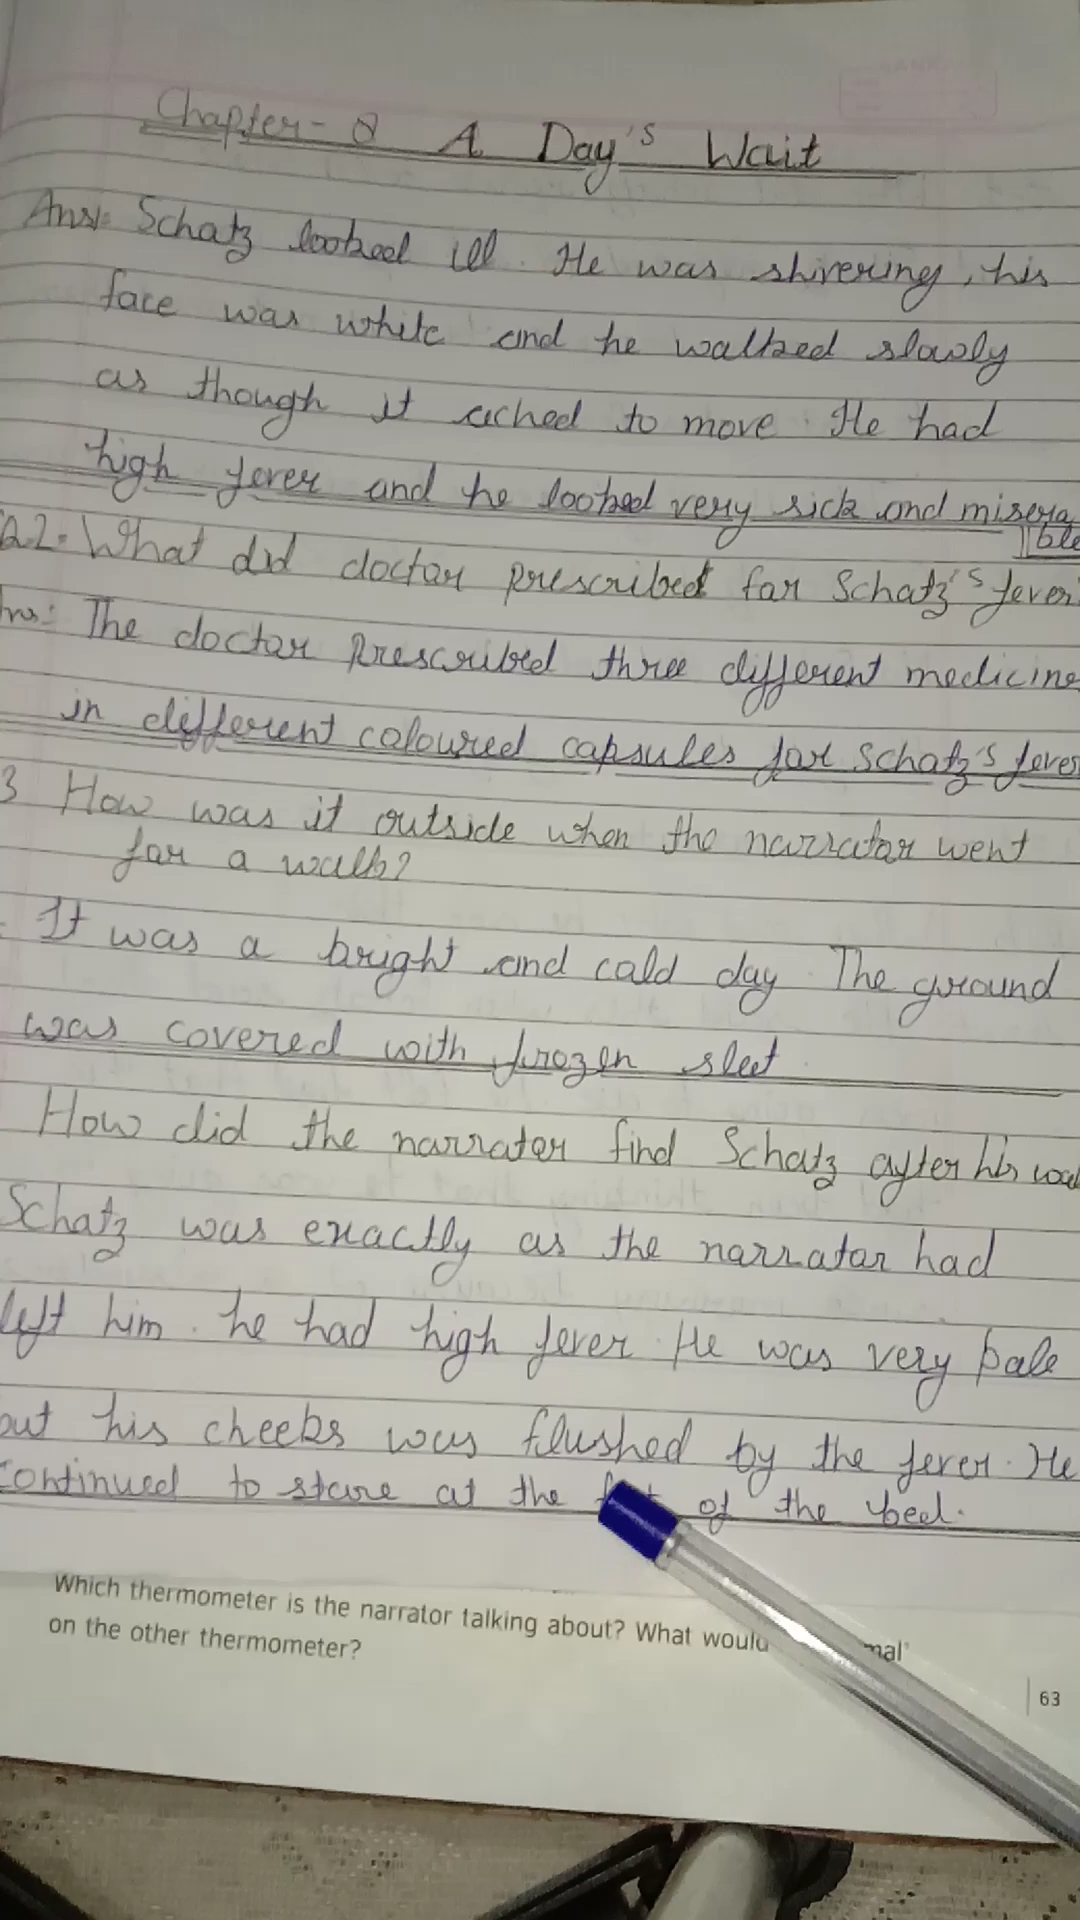 Chapter- 8 A Day's Wait
Ans: Schatz looked ill. He was shivering, his
face was white and he walked slowly
as though it ached to move. He had
high fever and he looked very sick and misera
ble
Q2. What did doctor prescribed for Schatz's fever
Ans: The doctor prescribed three different medicine
in different coloured capsules for Schatz's fever
3 How was it outside when the narrator went
for a walk?
It was a bright and cold day. The ground
was covered with frozen sleet.
How did the narrator find Schatz after his
Schatz was exactly as the narrator had
left him. he had high fever. He was very pale
but his cheeks was flushed by the fever. He
continued to stare at the of the bed.
Which thermometer is the narrator talking about? What would
on the other thermometer?
63